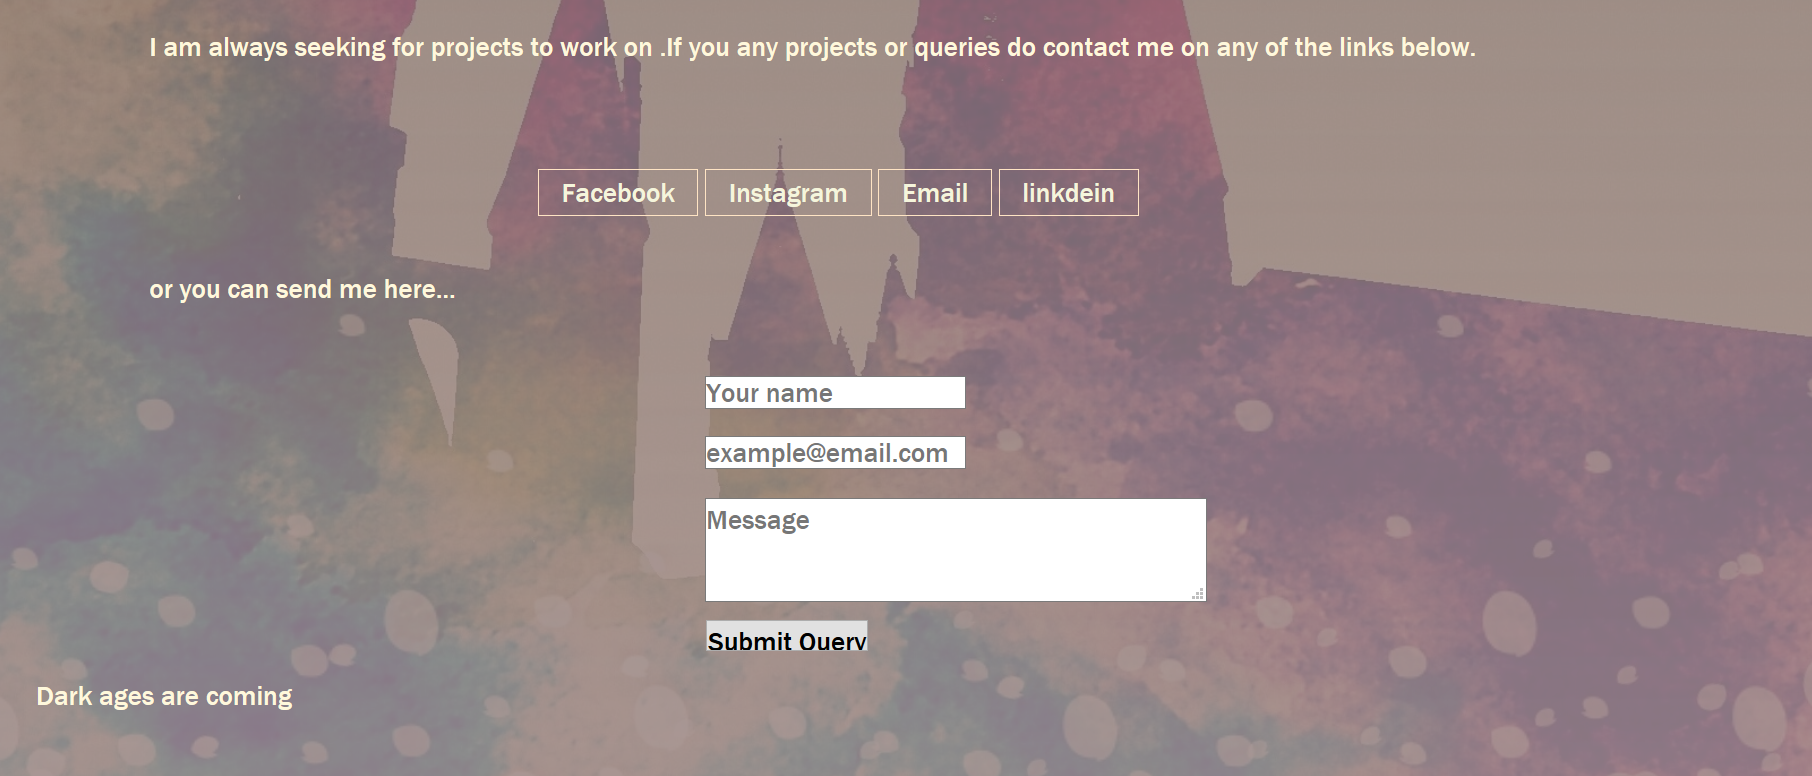 I am always seeking for projects to work on .If you any projects or queries do contact me on any of the links below.
Facebook Instagram Email linkdein
or you can send me here...
Your name
example@email.com
Message
Submit Query
Dark ages are coming